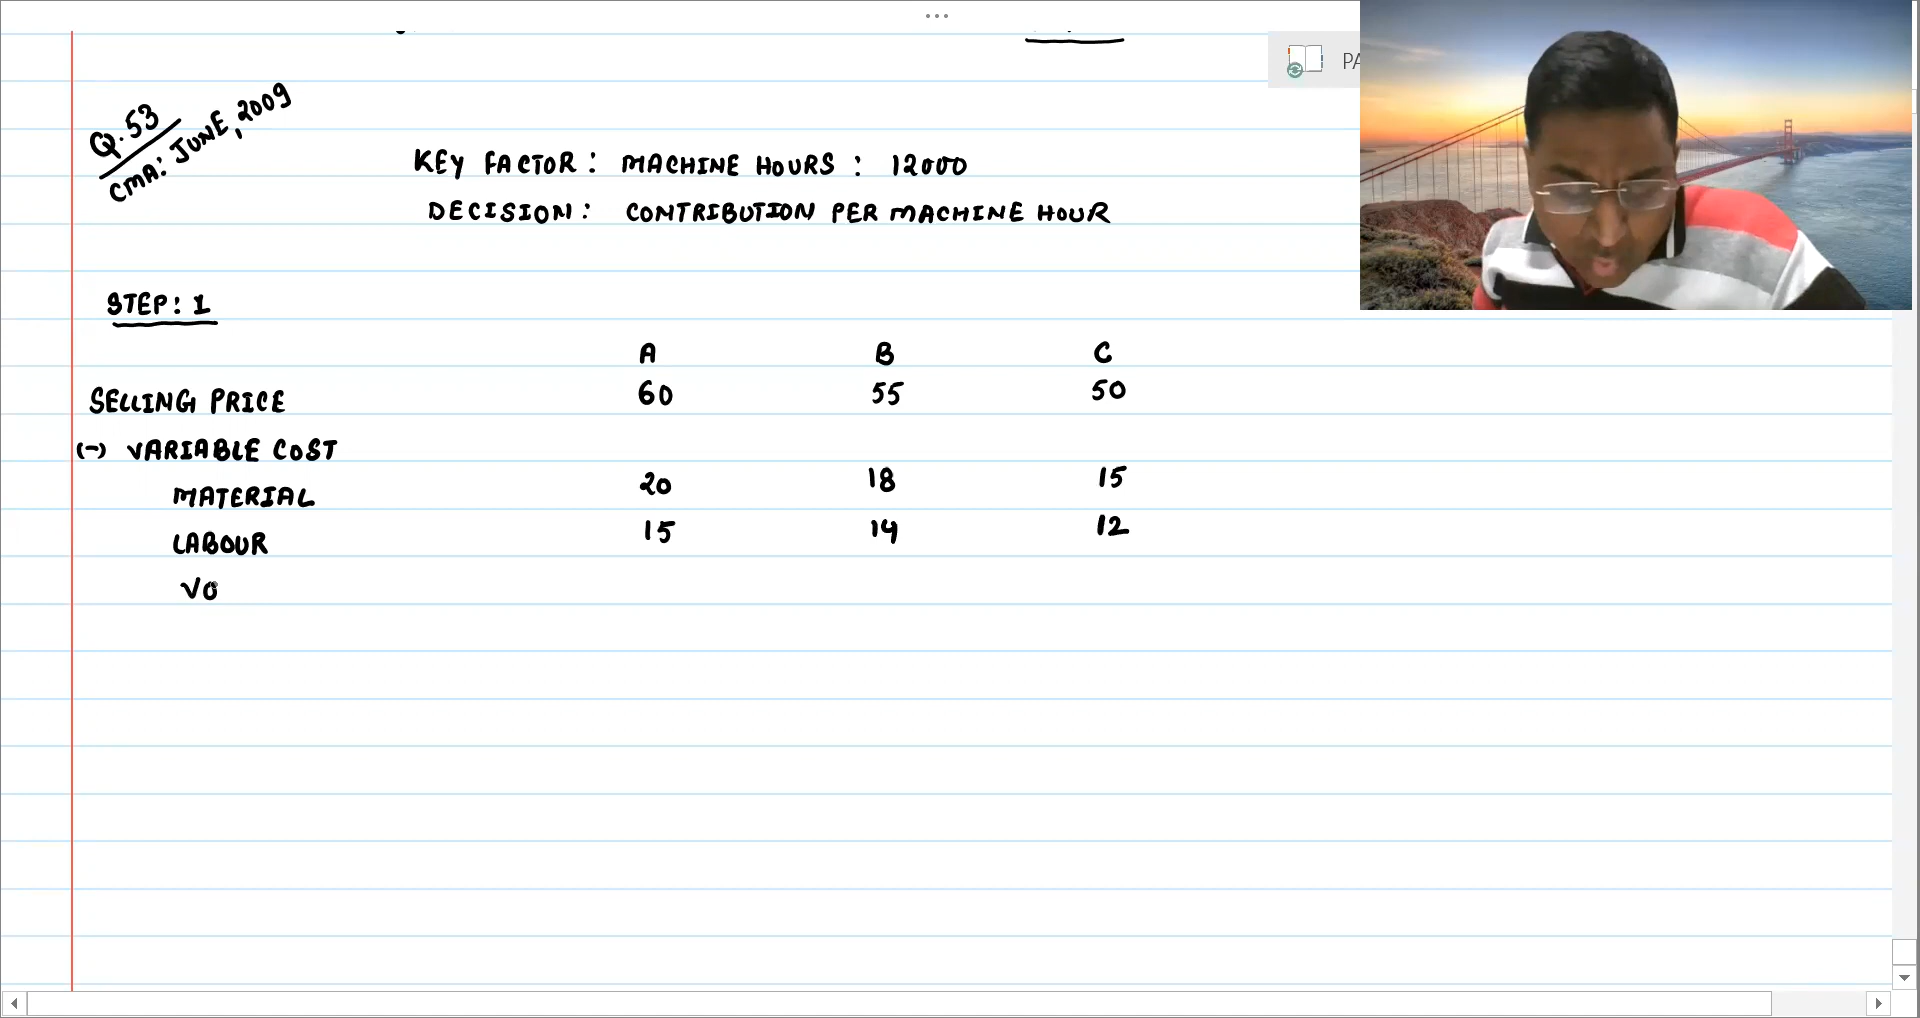 PA
Q.53
CMA: JUNE, 2009
KEY FACTOR: MACHINE HOURS: 12000
DECISION: CONTRIBUTION PER MACHINE HOUR
STEP: 1
A B C
SELLING PRICE 60 55 50
(-) VARIABLE COST
MATERIAL 20 18 15
LABOUR 15 14 12
VO